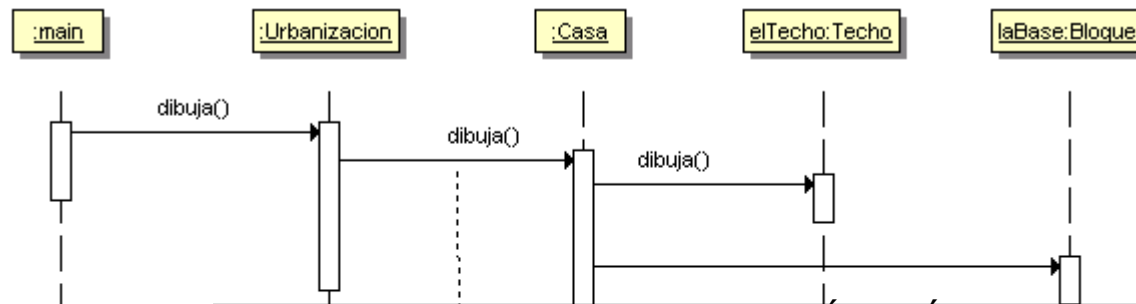 :main
:Urbanizacion
:Casa
elTecho:Techo
laBase:Bloque
dibuja()
dibuja()
dibuja()